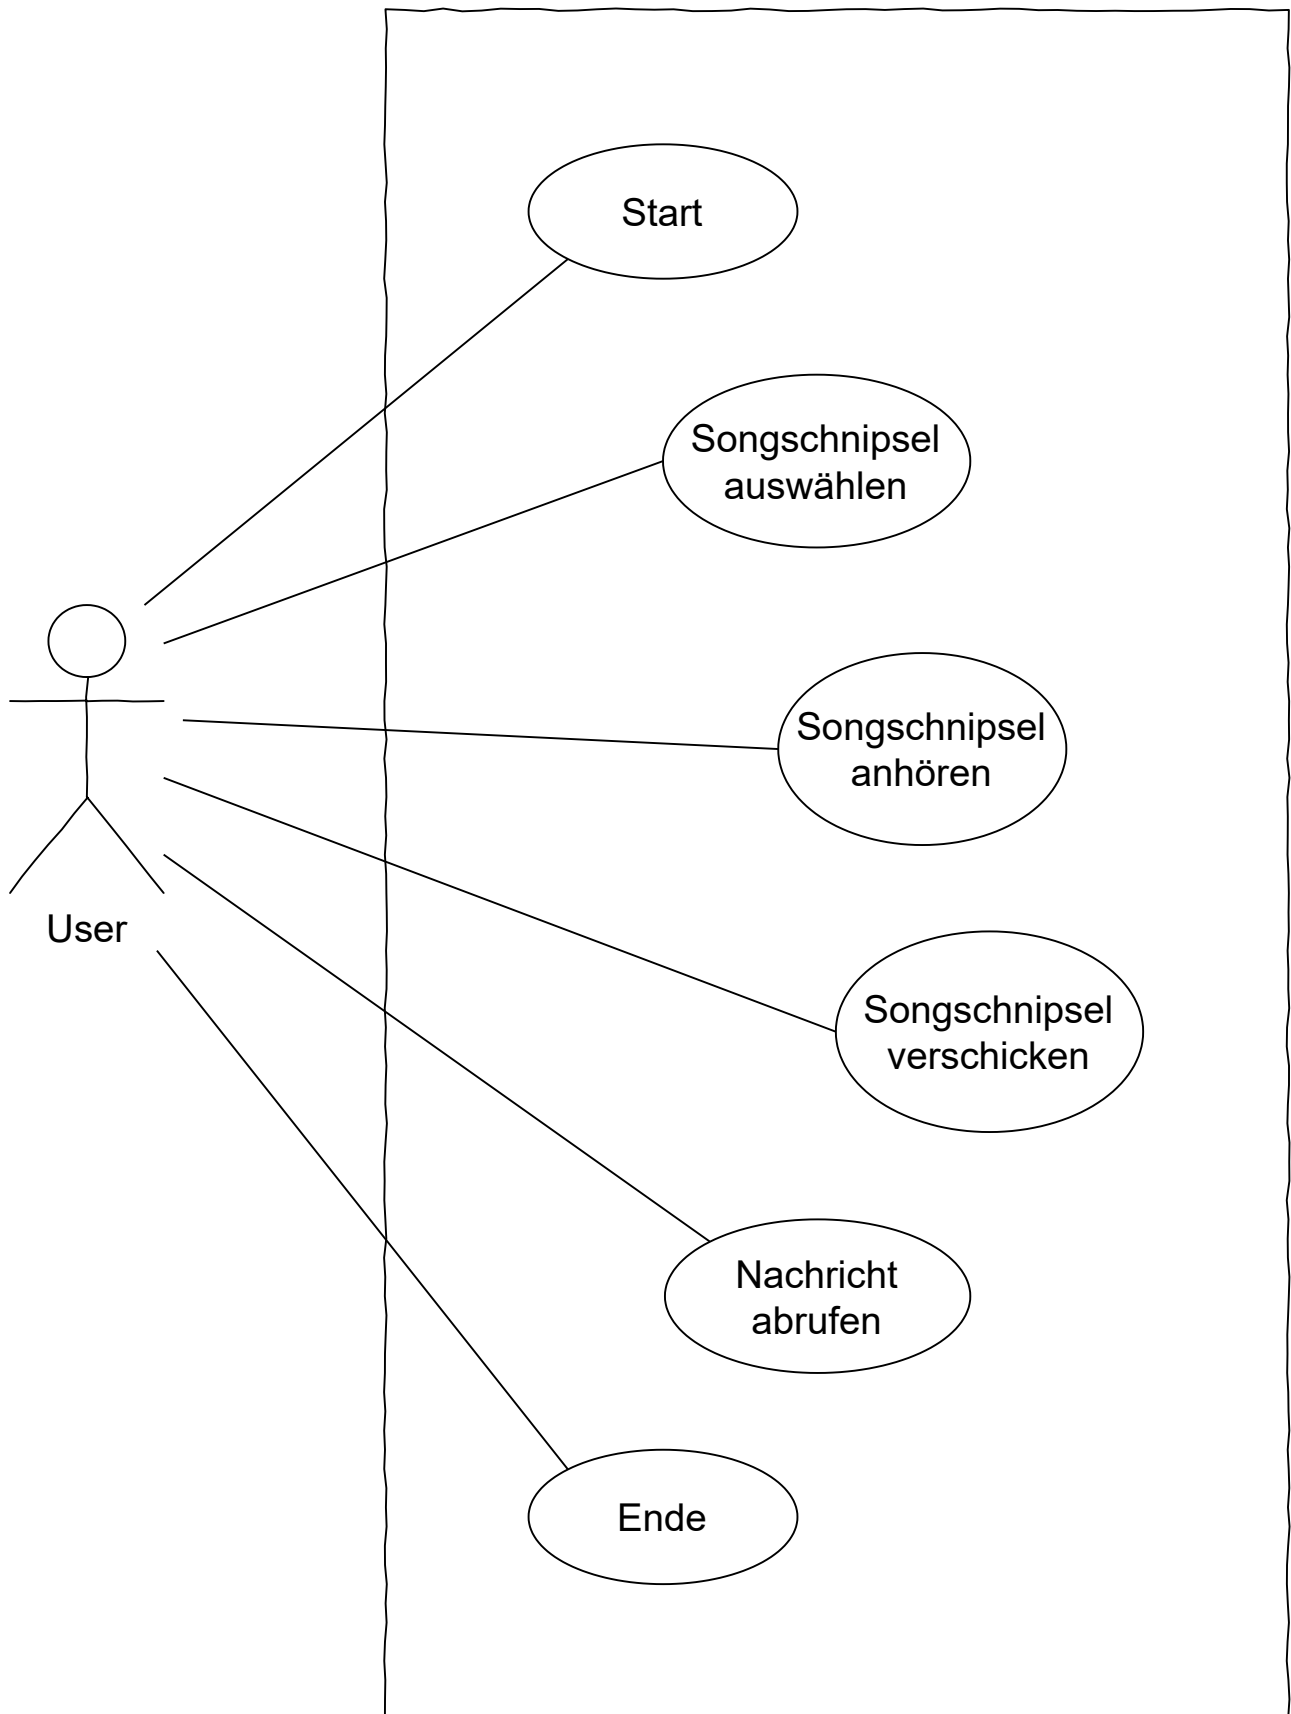 Start
Songschnipsel
auswählen
Songschnipsel
anhören
User
Songschnipsel
verschicken
Nachricht
abrufen
Ende